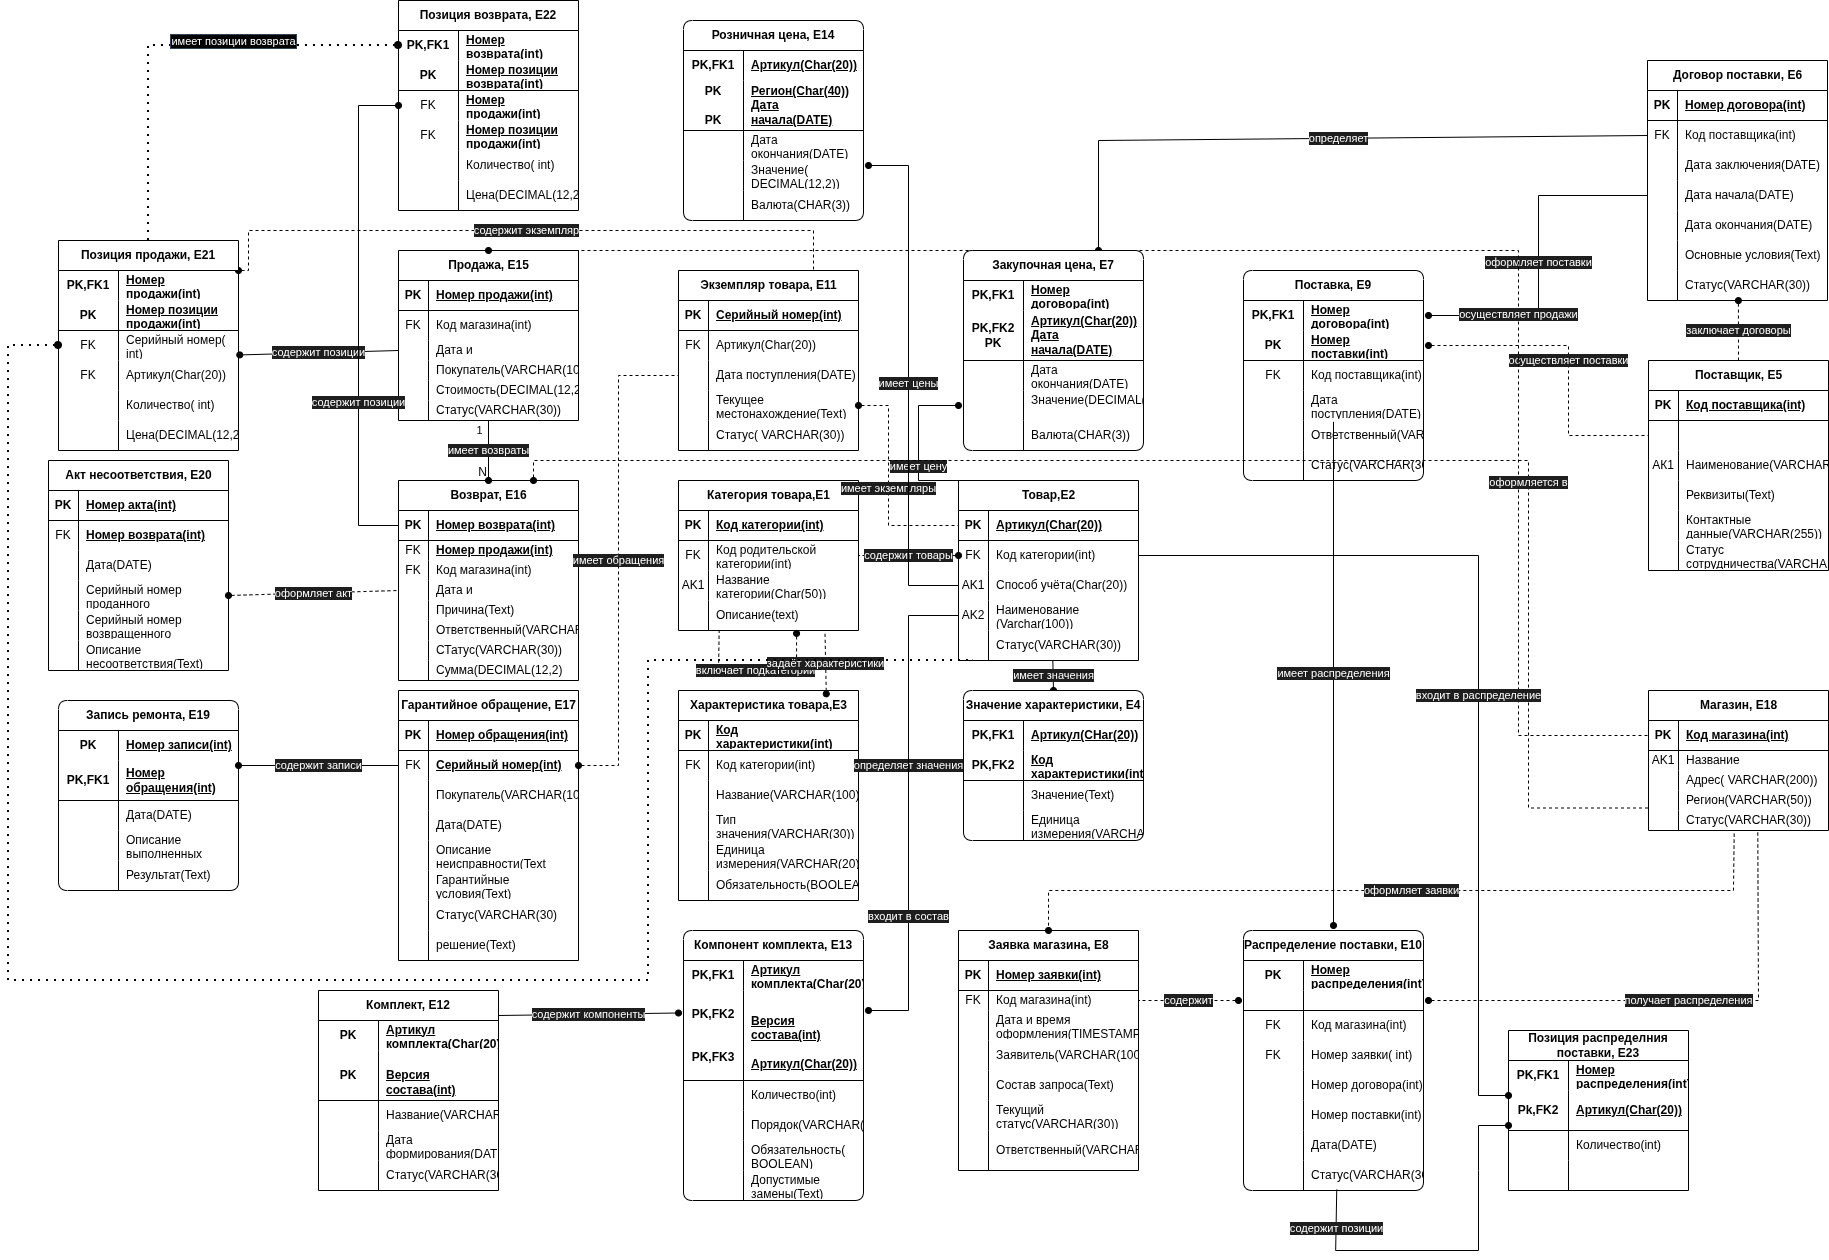 Позиция возврата, E22
PK,FK1
Номер
возврата(int)
PK
Номер позиции
возврата(int)
FK
Номер
продажи(int)
FK
Номер позиции
продажи(int)
Количество( int)
Цена(DECIMAL(12,2
имеет позиции возврата
Розничная цена, E14
PK,FK1
Артикул(Char(20))
PK
Регион(Char(40))
PK
Дата
начала(DATE)
Дата
окончания(DATE)
Значение(
DECIMAL(12,2))
Валюта(CHAR(3))
Договор поставки, E6
PK
Номер договора(int)
FK
Код поставщика(int)
Дата заключения(DATE)
Дата начала(DATE)
Дата окончания(DATE)
Основные условия(Text)
Статус(VARCHAR(30))
определяет
содержит экземпляр
Позиция продажи, E21
PK,FK1
Номер
продажи(int)
PK
Номер позиции
продажи(int)
FK
Серийный номер(
int)
FK
Артикул(Char(20))
Количество( int)
Цена(DECIMAL(12,2
содержит позиции
содержит позиции
Продажа, E15
PK
Номер продажи(int)
FK
Код магазина(int)
Дата и
Покупатель(VARCHAR(10
Стоимость(DECIMAL(12,2
Статус(VARCHAR(30))
1
имеет возвраты
N
Экземпляр товара, E11
PK
Серийный номер(int)
FK
Артикул(Char(20))
Дата поступления(DATE)
Текущее
местонахождение(Text)
Статус( VARCHAR(30))
имеет цены
имеет цену
имеет экземпляры
Закупочная цена, E7
PK,FK1
Номер
договора(int)
PK,FK2
Артикул(Char(20))
PK
Дата
начала(DATE)
Дата
окончания(DATE)
Значение(DECIMAL(
Валюта(CHAR(3))
Поставка, E9
PK,FK1
Номер
договора(int)
PK
Номер
поставки(int)
FK
Код поставщика(int)
Дата
поступления(DATE)
Ответственный(VAR
Статус(VARCHAR(30
оформляет поставки
осуществляет продажи
осуществляет поставки
заключает договоры
оформляется в
Поставщик, E5
PK
Код поставщика(int)
AK1
Наименование(VARCHAR
Реквизиты(Text)
Контактные
данные(VARCHAR(255))
Статус
сотрудничества(VARCHA
Акт несоответствия, E20
PK
Номер акта(int)
FK
Номер возврата(int)
Дата(DATE)
Серийный номер
проданного
Серийный номер
возвращенного
Описание
несоответствия(Text)
оформляет акт
Возврат, E16
PK
Номер возврата(int)
FK
Номер продажи(int)
FK
Код магазина(int)
Дата и
Причина(Text)
Ответственный(VARCHAR
СТатус(VARCHAR(30))
Сумма(DECIMAL(12,2)
имеет обращения
Категория товара,E1
PK
Код категории(int)
FK
Код родительской
категории(int)
AK1
Название
категории(Char(50))
Описание(text)
содержит товары
включает подкатегории
задаёт характеристики
Товар,E2
PK
Артикул(Char(20))
FK
Код категории(int)
AK1
Способ учёта(Char(20))
AK2
Наименование
(Varchar(100))
Статус(VARCHAR(30))
имеет значения
имеет распределения
входит в распределение
Запись ремонта, E19
PK
Номер записи(int)
PK,FK1
Номер
обращения(int)
Дата(DATE)
Описание
выполненных
Результат(Text)
содержит записи
Гарантийное обращение, E17
PK
Номер обращения(int)
FK
Серийный номер(int)
Покупатель(VARCHAR(10
Дата(DATE)
Описание
неисправности(Text
Гарантийные
условия(Text)
Статус(VARCHAR(30)
решение(Text)
Характеристика товара,E3
PK
Код
характеристики(int)
FK
Код категории(int)
Название(VARCHAR(100)
Тип
значения(VARCHAR(30))
Единица
измерения(VARCHAR(20)
Обязательность(BOOLEA
определяет значения
Значение характеристики, E4
PK,FK1
Артикул(CHar(20))
PK,FK2
Код
характеристики(int
Значение(Text)
Единица
измерения(VARCHA
Магазин, E18
PK
Код магазина(int)
AK1
Название
Адрес( VARCHAR(200))
Регион(VARCHAR(50))
Статус(VARCHAR(30))
оформляет заявки
входит в состав
Комплект, E12
PK
Артикул
комплекта(Char(20)
PK
Версия
состава(int)
Название(VARCHAR
Дата
формирования(DAT
Статус(VARCHAR(30
содержит компоненты
Компонент комплекта, E13
PK,FK1
Артикул
комплекта(Char(20)
PK,FK2
Версия
состава(int)
PK,FK3
Артикул(Char(20))
Количество(int)
Порядок(VARCHAR(
Обязательность(
BOOLEAN)
Допустимые
замены(Text)
Заявка магазина, E8
PK
Номер заявки(int)
FK
Код магазина(int)
Дата и время
оформления(TIMESTAMP
Заявитель(VARCHAR(100
Состав запроса(Text)
Текущий
статус(VARCHAR(30))
Ответственный(VARCHAR
содержит
Распределение поставки, E10
PK
Номер
распределения(int)
FK
Код магазина(int)
FK
Номер заявки( int)
Номер договора(int)
Номер поставки(int)
Дата(DATE)
Статус(VARCHAR(30
получает распределения
содержит позиции
Позиция распределния
поставки, E23
PK,FK1
Номер
распределения(int)
Pk,FK2
Артикул(Char(20))
Количество(int)